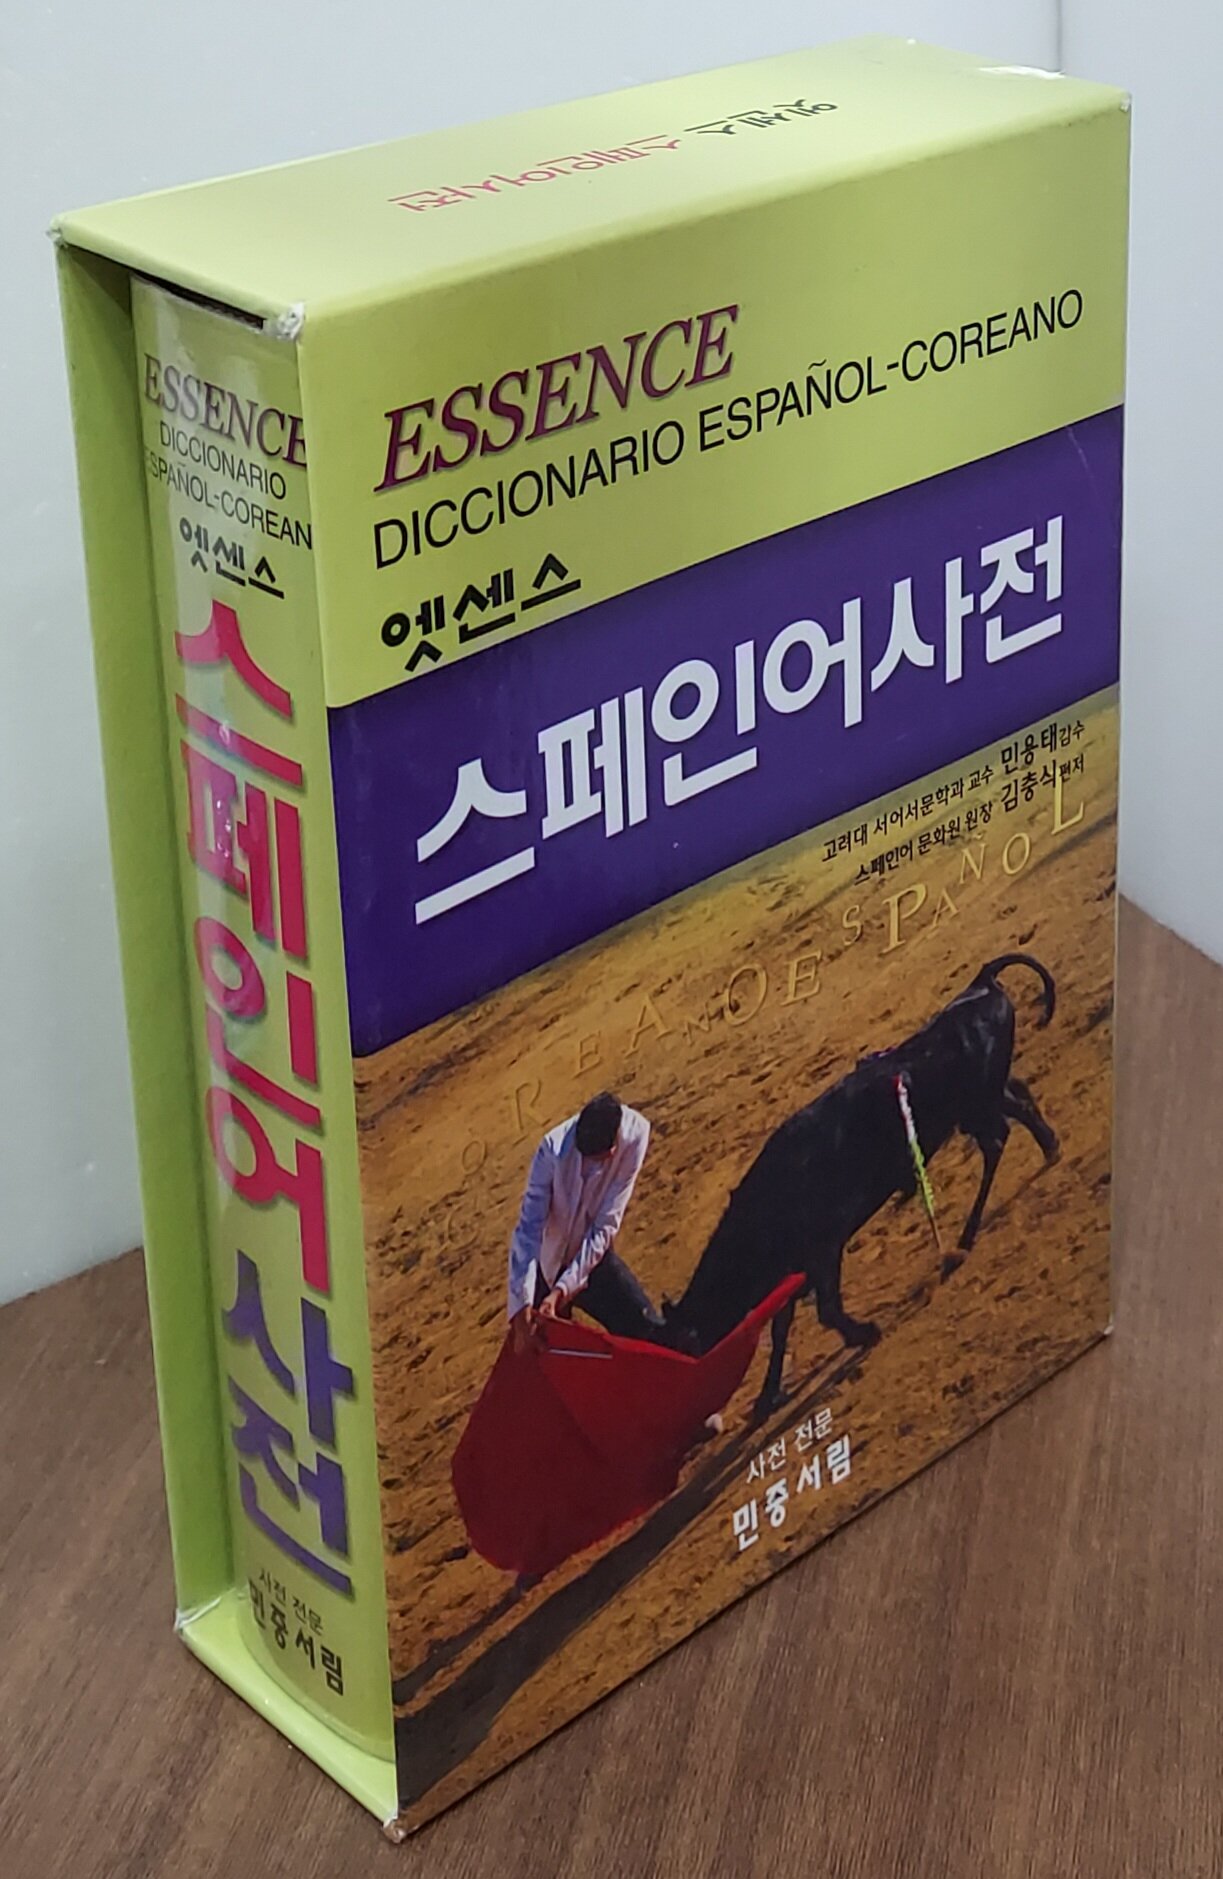 엣센스 스페인어사전
ESSENCE
DICCIONARIO ESPAÑOL-COREANO
엣센스
스페인어사전
고려대 서어서문학과 교수 민용태감수
스페인어 문화원 원장 김충식편저
COREANOESPAÑOL
사전 전문
민중서림
ESSENCE
DICCIONARIO
ESPAÑOL-COREAN
엣센스
스페인어 사전
사전 전문
민중서림